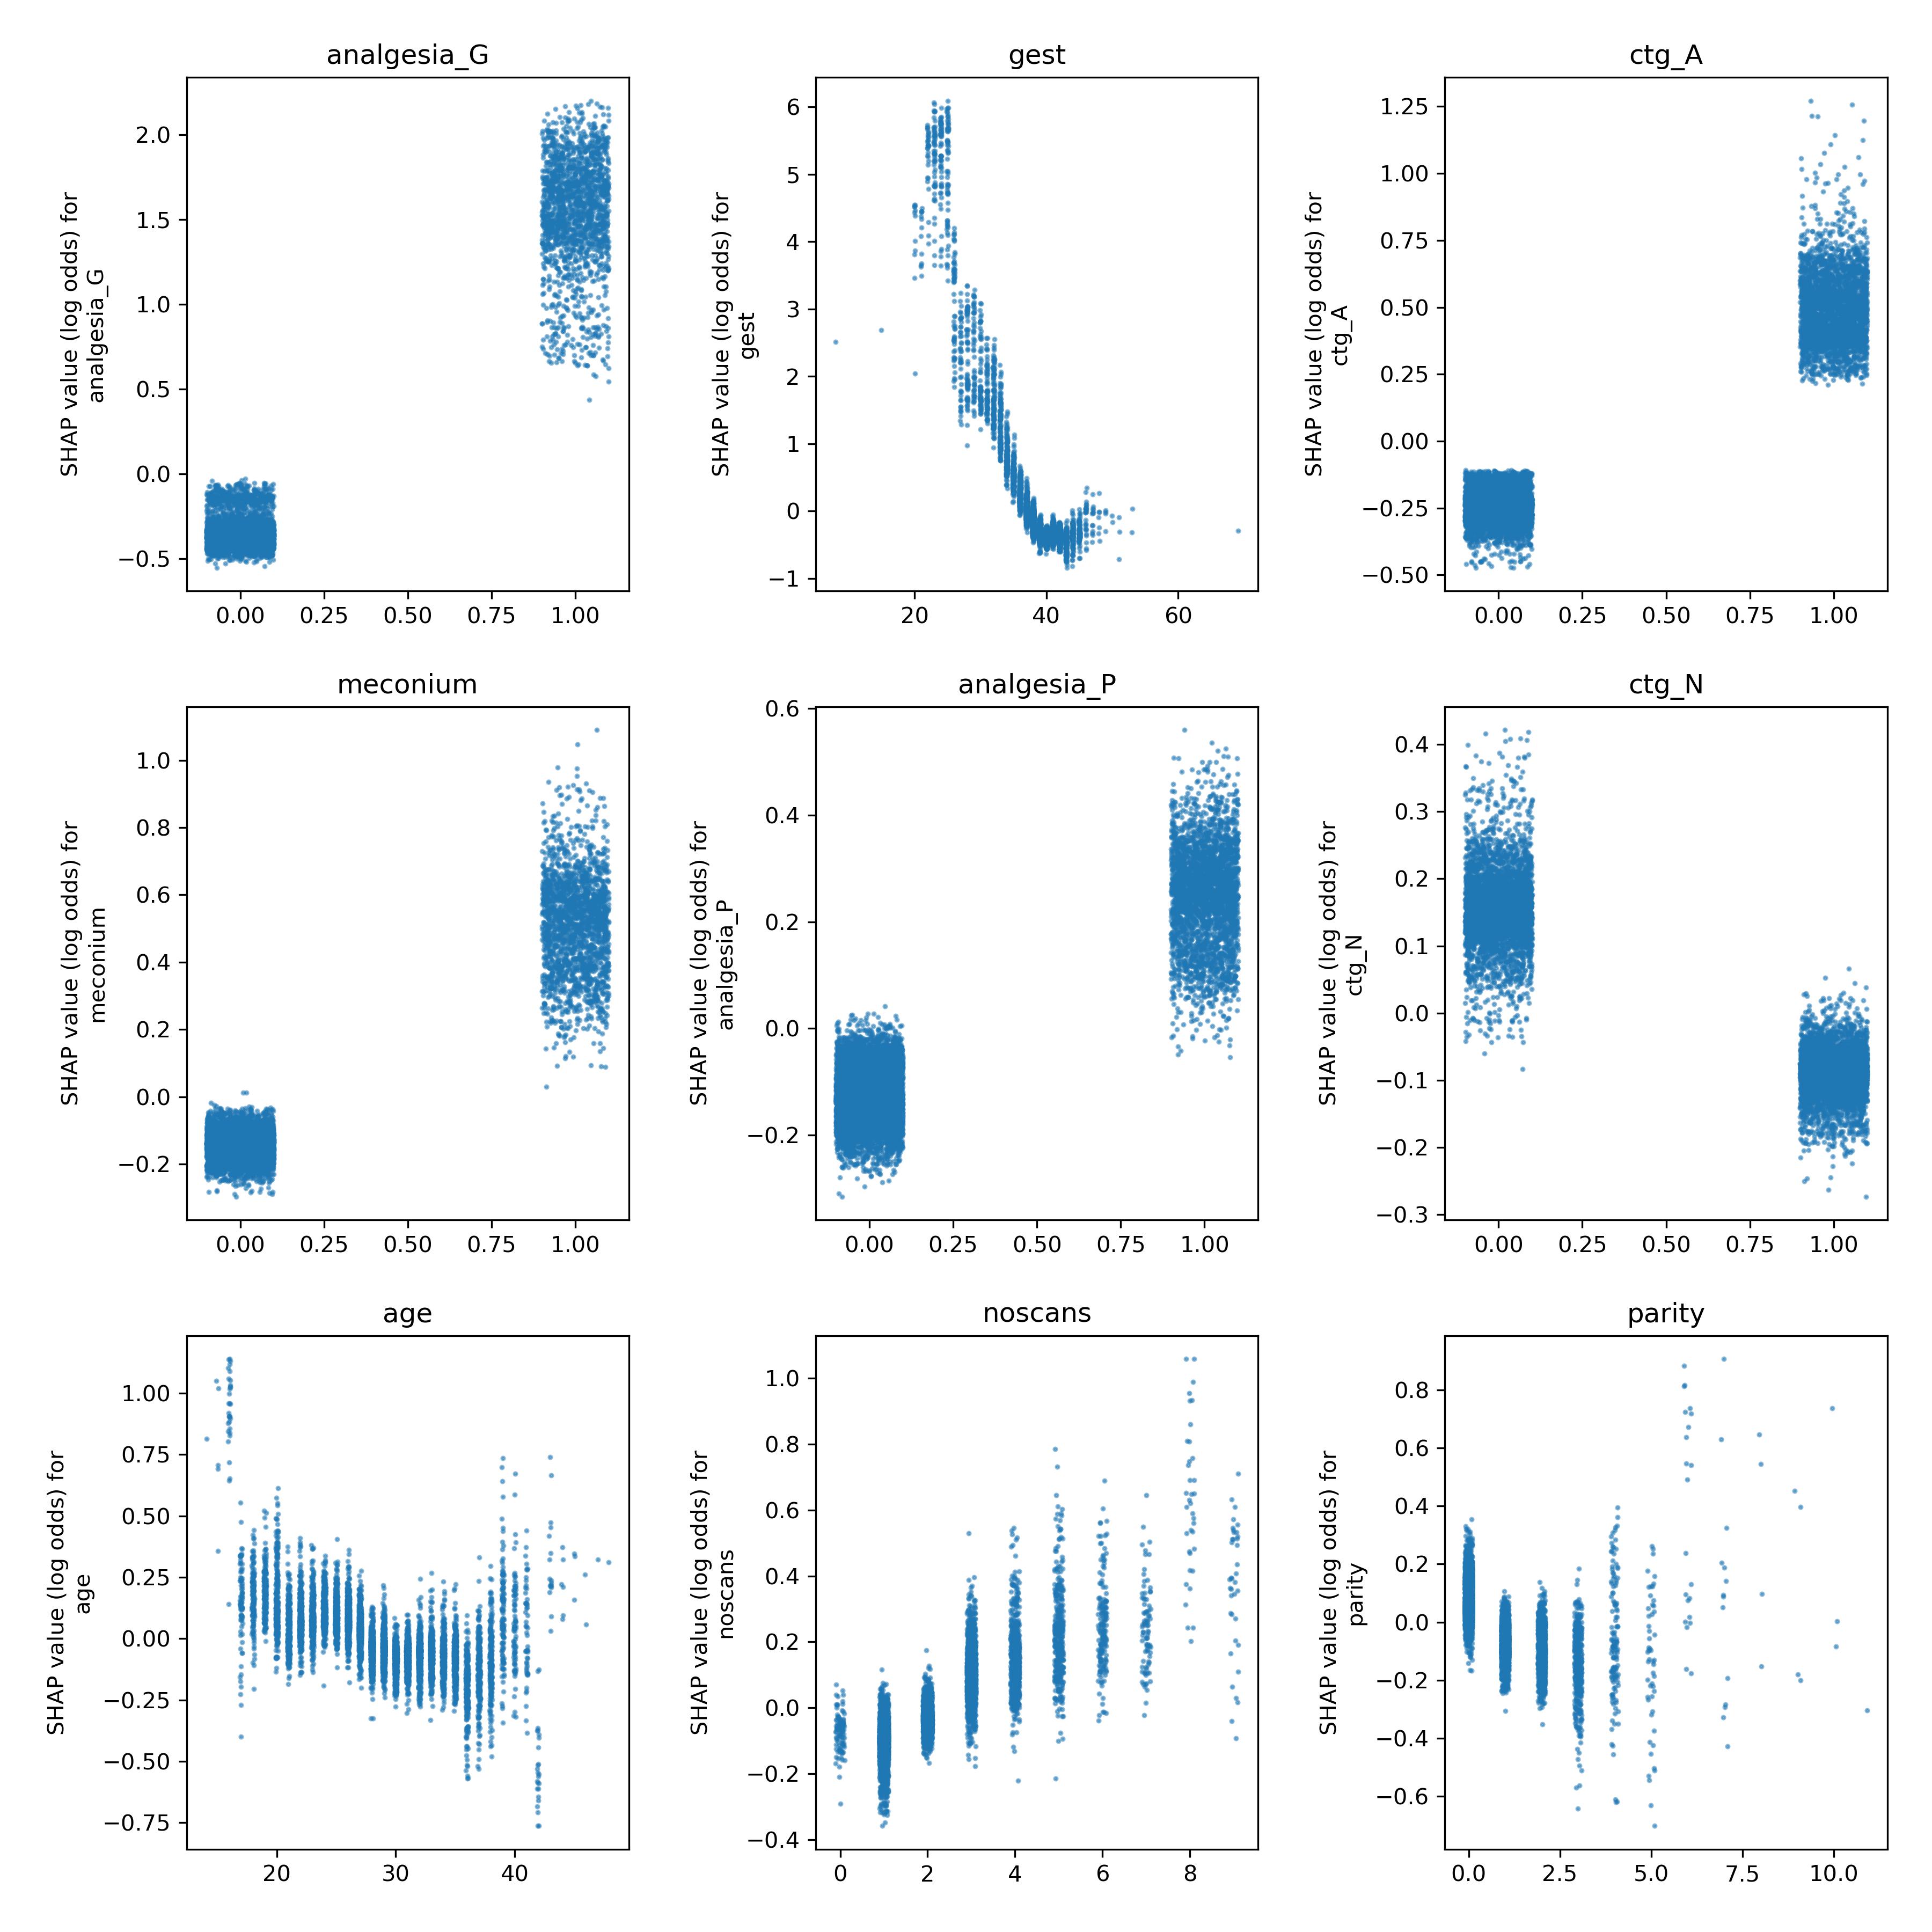 analgesia_G
SHAP value (log odds) for
analgesia_G
2.0
1.5
1.0
0.5
0.0
−0.5
0.00 0.25 0.50 0.75 1.00
gest
SHAP value (log odds) for
gest
6
5
4
3
2
1
0
−1
20 40 60
ctg_A
SHAP value (log odds) for
ctg_A
1.25
1.00
0.75
0.50
0.25
0.00
−0.25
−0.50
0.00 0.25 0.50 0.75 1.00
meconium
SHAP value (log odds) for
meconium
1.0
0.8
0.6
0.4
0.2
0.0
−0.2
0.00 0.25 0.50 0.75 1.00
analgesia_P
SHAP value (log odds) for
analgesia_P
0.6
0.4
0.2
0.0
−0.2
0.00 0.25 0.50 0.75 1.00
ctg_N
SHAP value (log odds) for
ctg_N
0.4
0.3
0.2
0.1
0.0
−0.1
−0.2
−0.3
0.00 0.25 0.50 0.75 1.00
age
SHAP value (log odds) for
age
1.00
0.75
0.50
0.25
0.00
−0.25
−0.50
−0.75
20 30 40
noscans
SHAP value (log odds) for
noscans
1.0
0.8
0.6
0.4
0.2
0.0
−0.2
−0.4
0 2 4 6 8
parity
SHAP value (log odds) for
parity
0.8
0.6
0.4
0.2
0.0
−0.2
−0.4
−0.6
0.0 2.5 5.0 7.5 10.0